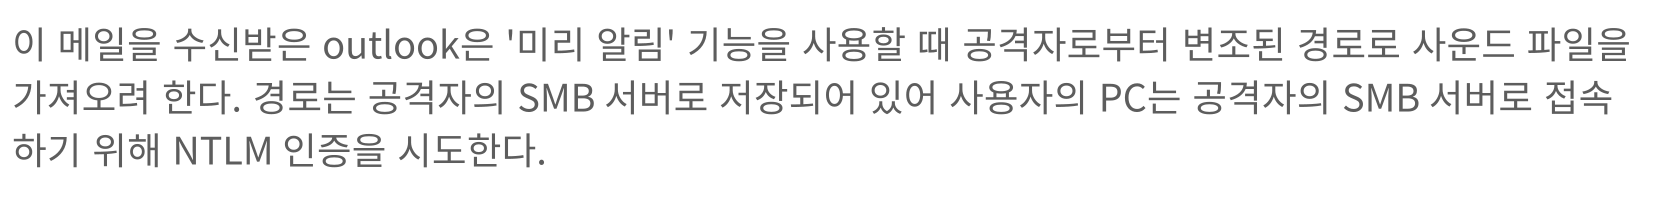 이 메일을 수신받은 outlook은 '미리 알림' 기능을 사용할 때 공격자로부터 변조된 경로로 사운드 파일을
가져오려 한다. 경로는 공격자의 SMB 서버로 저장되어 있어 사용자의 PC는 공격자의 SMB 서버로 접속
하기 위해 NTLM 인증을 시도한다.